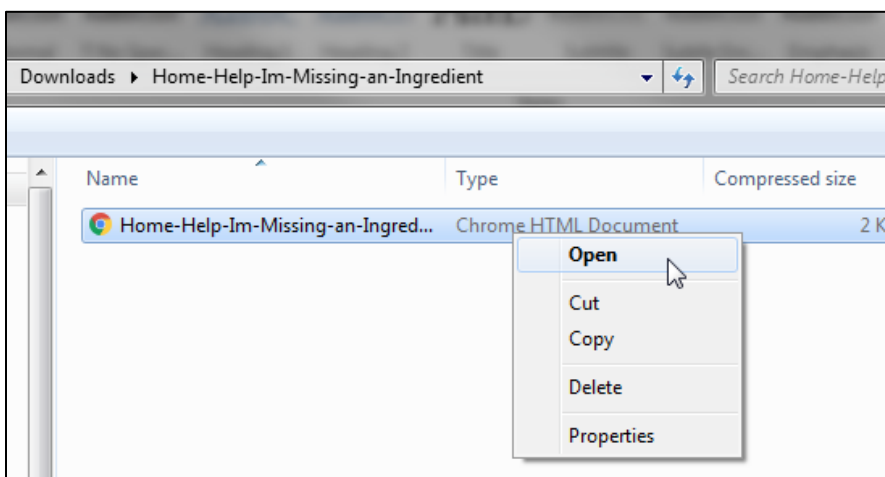 Downloads ▸ Home-Help-Im-Missing-an-Ingredient Search Home-Help
Name Type Compressed size
Home-Help-Im-Missing-an-Ingred... Chrome HTML Document 2 K
Open
Cut
Copy
Delete
Properties